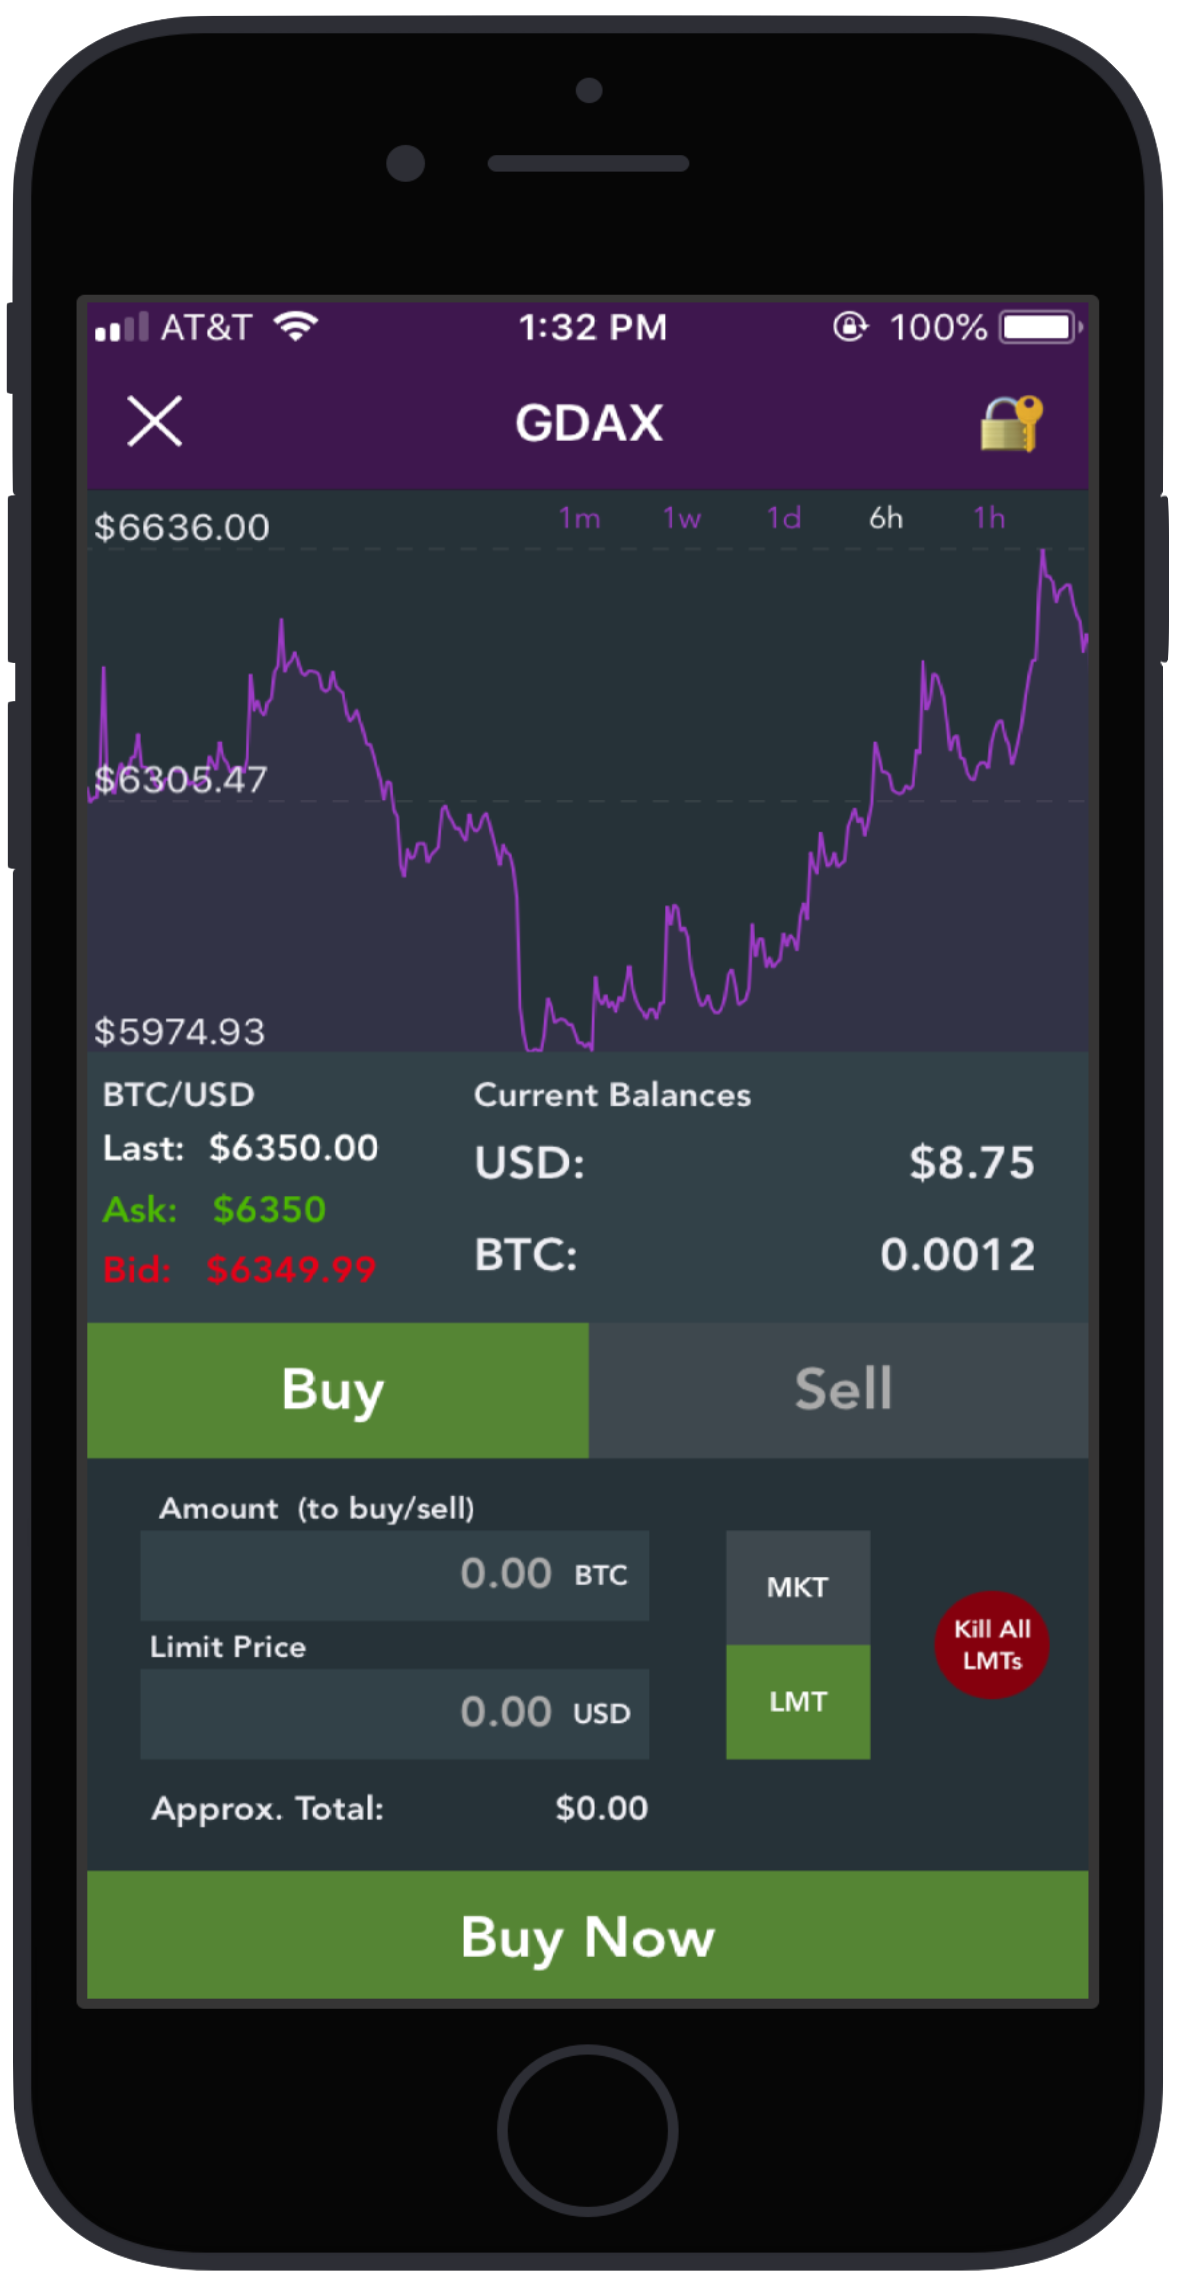 AT&T 1:32 PM 100%
GDAX
$6636.00 1m 1w 1d 6h 1h
$6305.47
$5974.93
BTC/USD Current Balances
Last: $6350.00
USD: $8.75
Ask: $6350
BTC: 0.0012
Bid: $6349.99
Buy Sell
Amount (to buy/sell)
0.00 BTC
MKT
Kill All
LMTs
Limit Price
0.00 USD
LMT
Approx. Total: $0.00
Buy Now